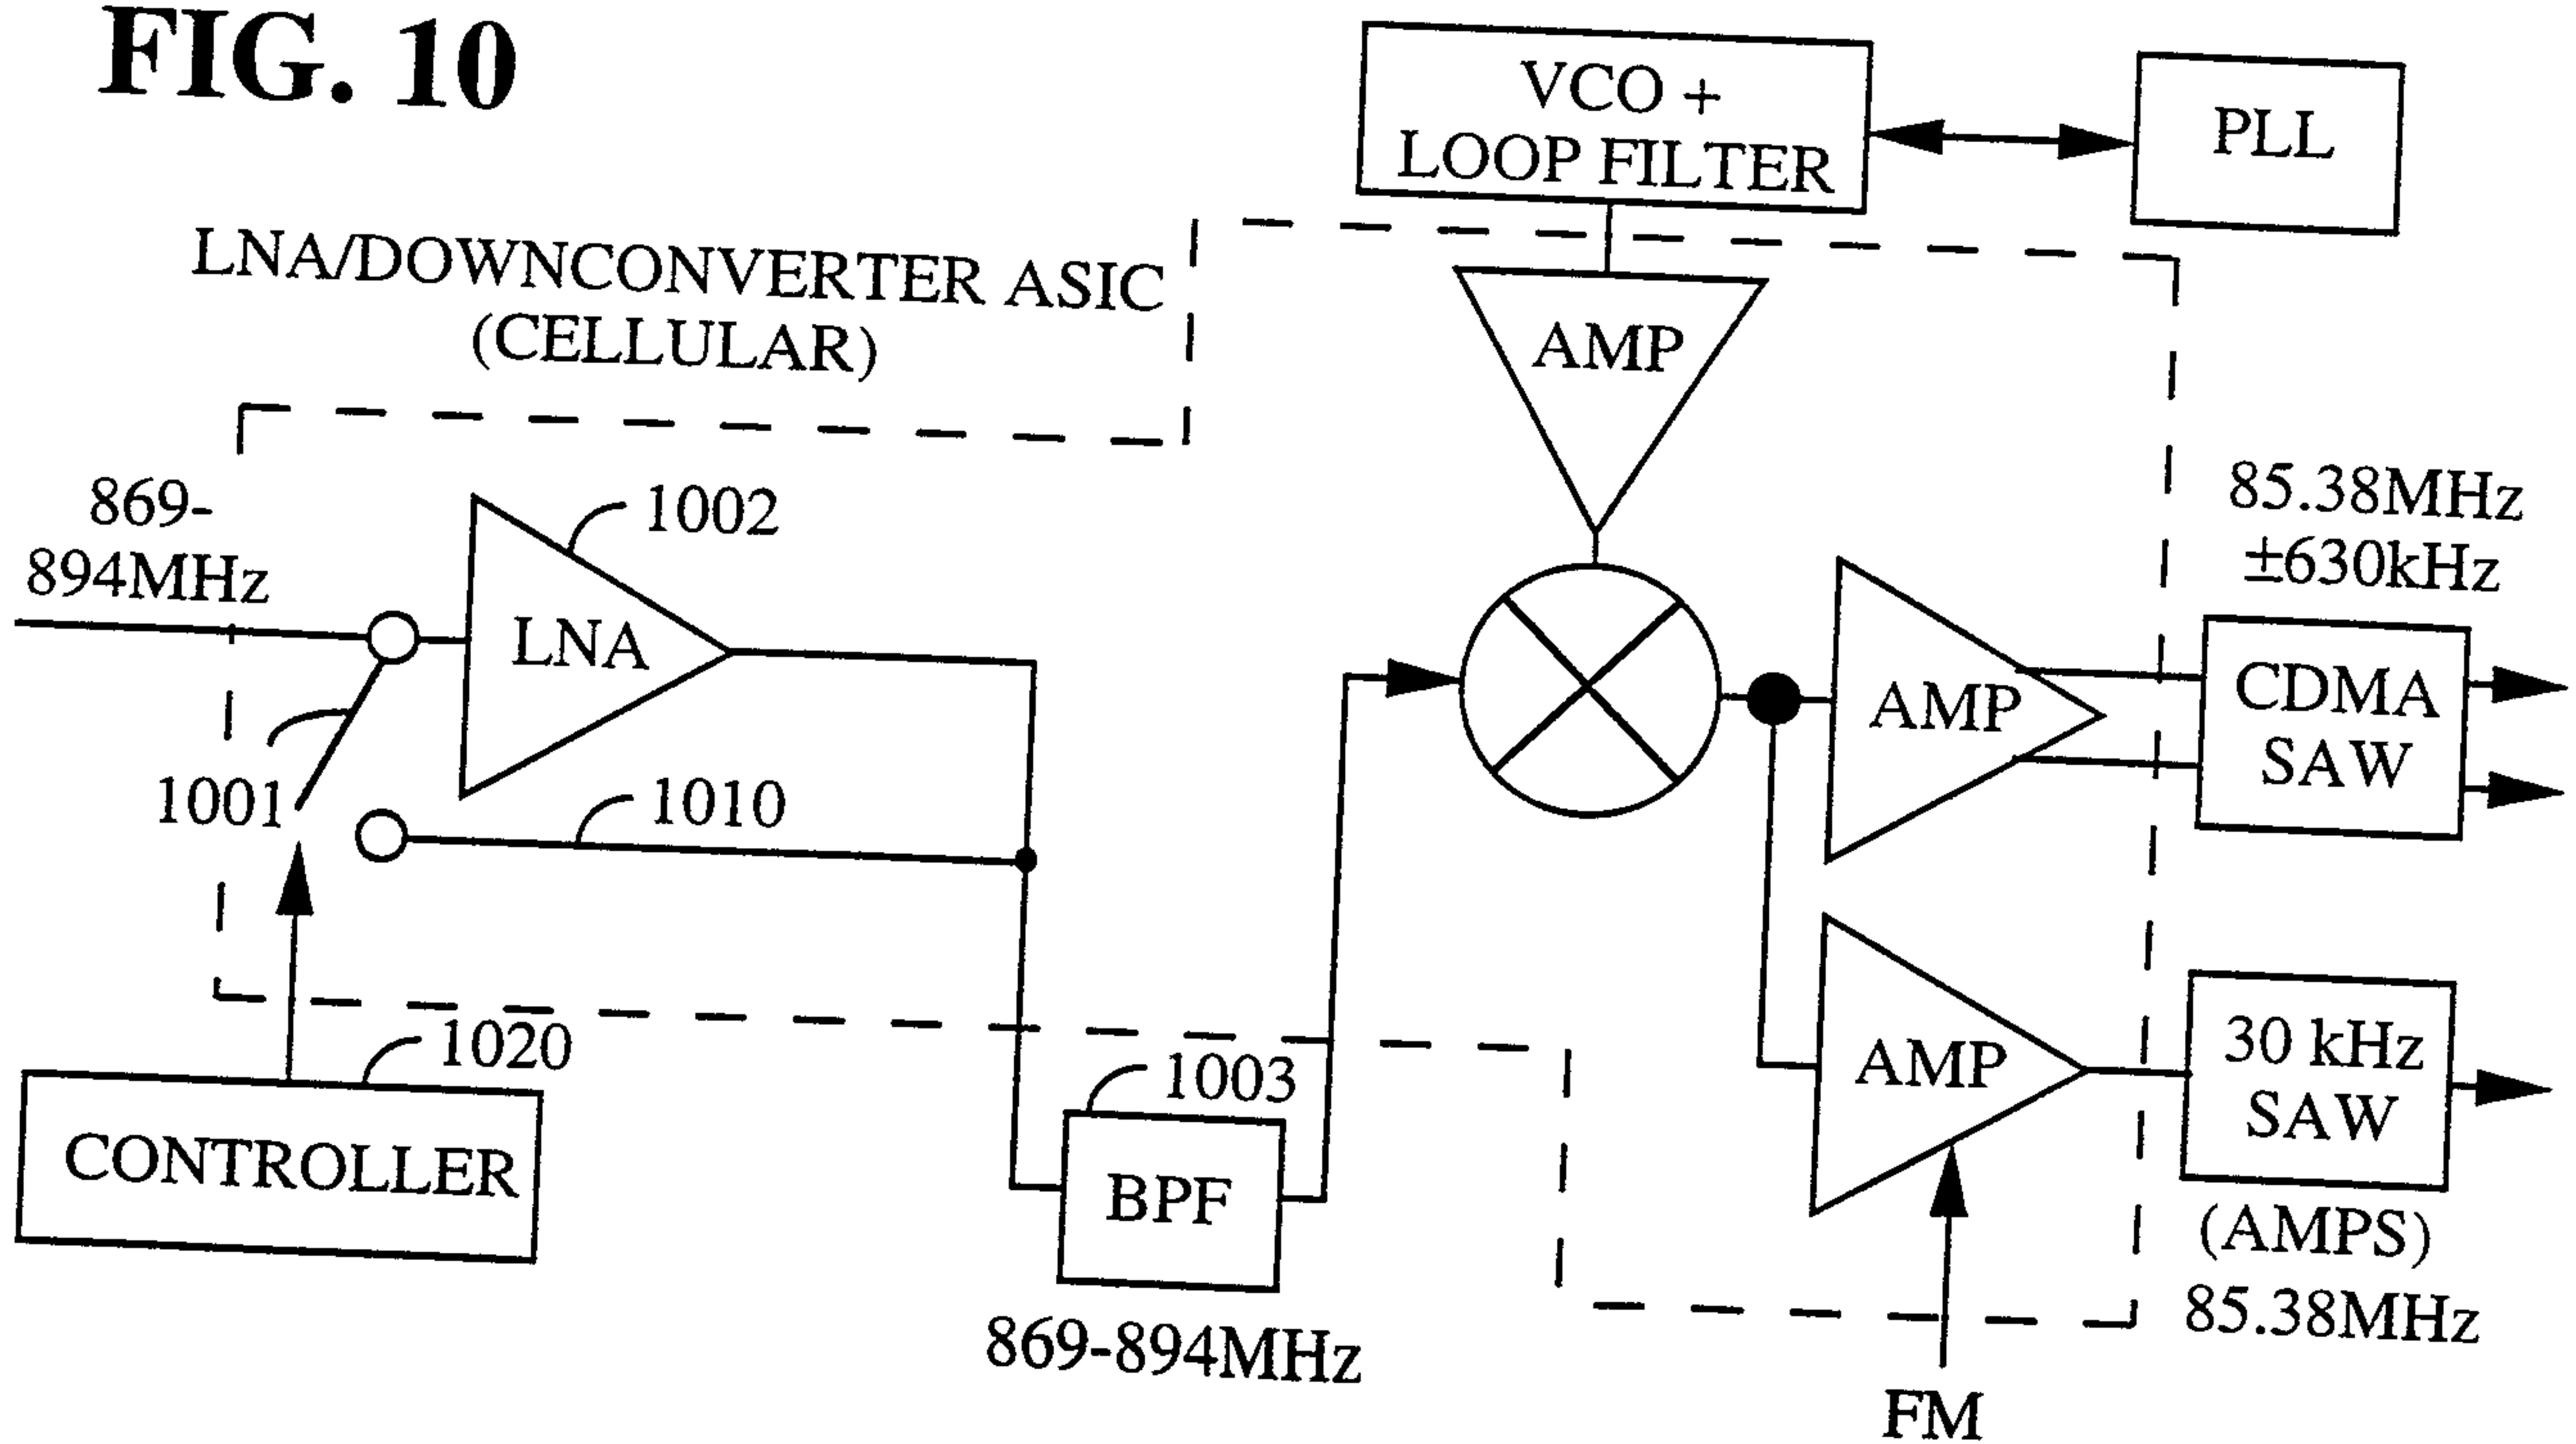 FIG. 10
VCO +
LOOP FILTER
PLL
LNA/DOWNCONVERTER ASIC
(CELLULAR)
AMP
869-
894MHz
1002
LNA
1001
1010
85.38MHz
±630kHz
AMP
CDMA
SAW
1020
CONTROLLER
1003
BPF
869-894MHz
AMP
30 kHz
SAW
(AMPS)
85.38MHz
FM